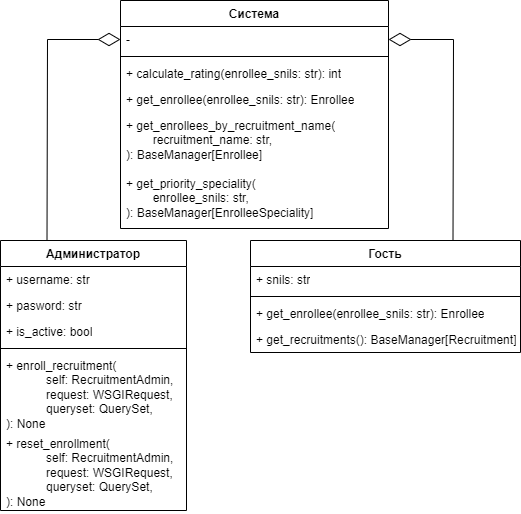 Система
-
+ calculate_rating(enrollee_snils: str): int
+ get_enrollee(enrollee_snils: str): Enrollee
+ get_enrollees_by_recruitment_name(
recruitment_name: str,
): BaseManager[Enrollee]
+ get_priority_speciality(
enrollee_snils: str,
): BaseManager[EnrolleeSpeciality]
Администратор
+ username: str
+ pasword: str
+ is_active: bool
+ enroll_recruitment(
self: RecruitmentAdmin,
request: WSGIRequest,
queryset: QuerySet,
): None
+ reset_enrollment(
self: RecruitmentAdmin,
request: WSGIRequest,
queryset: QuerySet,
): None
Гость
+ snils: str
+ get_enrollee(enrollee_snils: str): Enrollee
+ get_recruitments(): BaseManager[Recruitment]